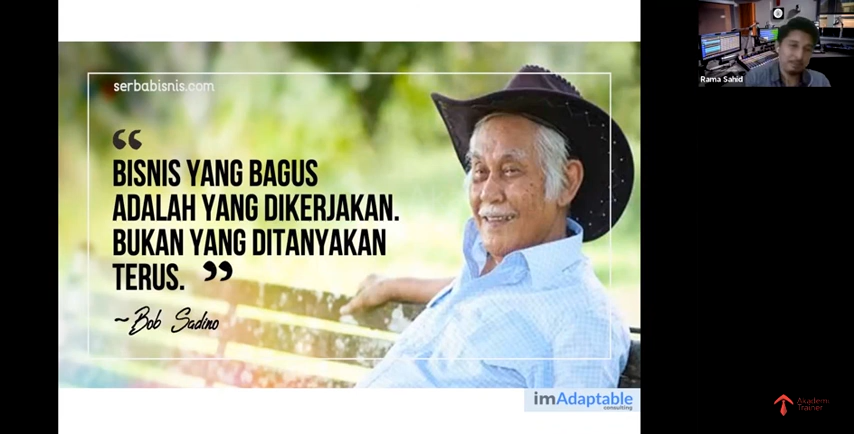 serbabisnis.com
“
BISNIS YANG BAGUS
ADALAH YANG DIKERJAKAN.
BUKAN YANG DITANYAKAN
TERUS. ”
~Bob Sadino
imAdaptable
consulting
Rama Sahid
Akademi
Trainer